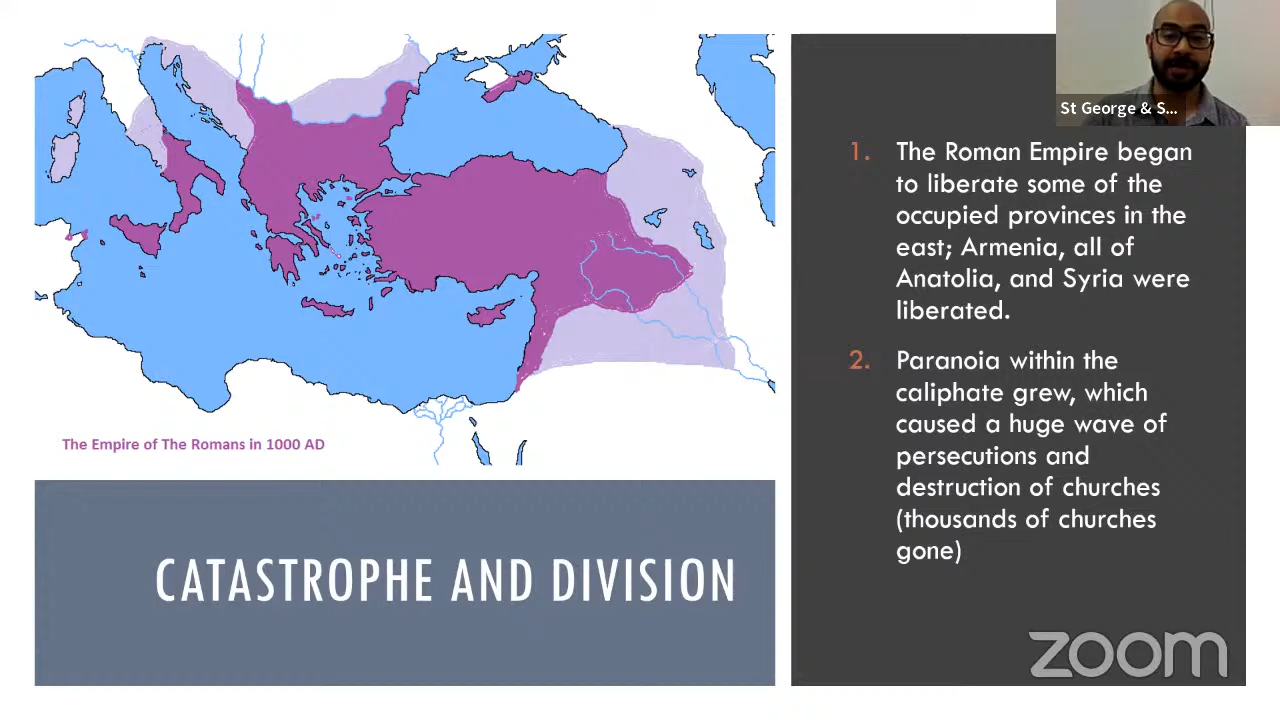 St George & S...
1. The Roman Empire began
to liberate some of the
occupied provinces in the
east; Armenia, all of
Anatolia, and Syria were
liberated.
2. Paranoia within the
caliphate grew, which
caused a huge wave of
persecutions and
destruction of churches
(thousands of churches
gone)
The Empire of The Romans in 1000 AD
CATASTROPHE AND DIVISION
zoom